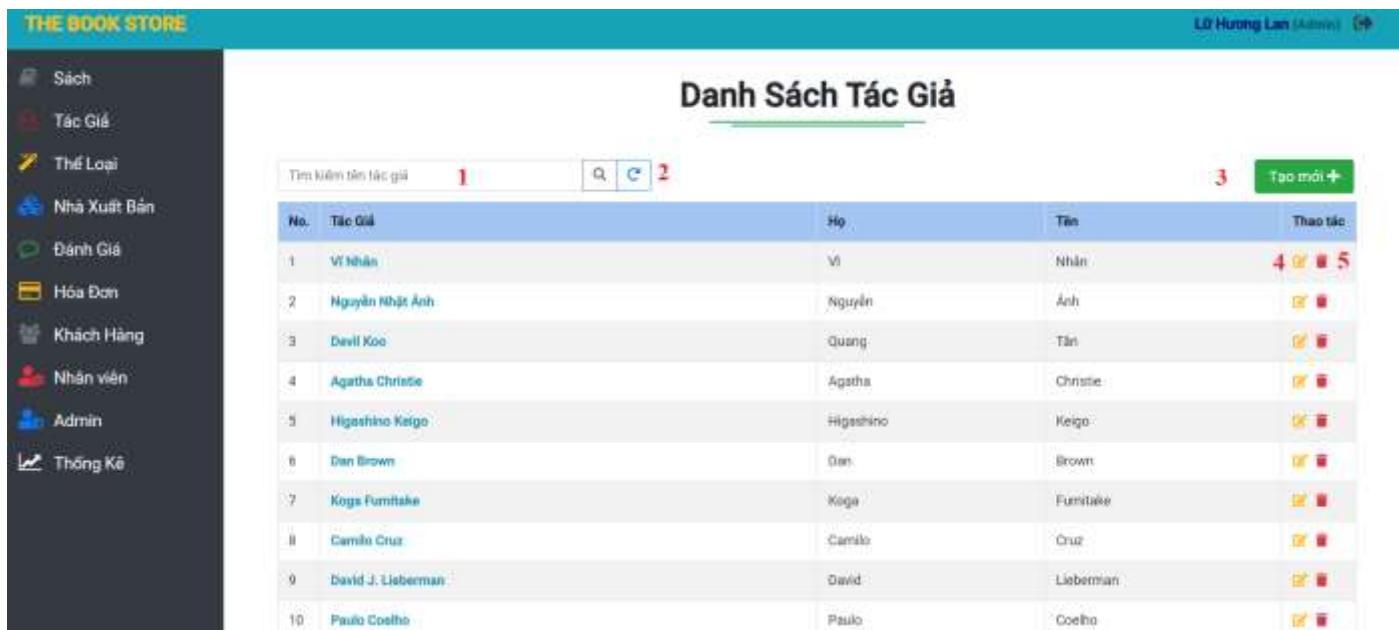 THE BOOK STORE
Lữ Hương Lan (Admin)
Sách
Tác Giả
Thể Loại
Nhà Xuất Bản
Đánh Giá
Hóa Đơn
Khách Hàng
Nhân viên
Admin
Thống Kê
Danh Sách Tác Giả
Tìm kiếm tên tác giả 1 2 3 Tạo mới +
No. Tác Giả Họ Tên Thao tác
1 Vĩ Nhân Vĩ Nhân 4 5
2 Nguyễn Nhật Ánh Nguyễn Ánh
3 Devil Koo Quang Tân
4 Agatha Christie Agatha Christie
5 Higashino Keigo Higashino Keigo
6 Dan Brown Dan Brown
7 Koga Fumitake Koga Fumitake
8 Camilo Cruz Camilo Cruz
9 David J. Lieberman David Lieberman
10 Paulo Coelho Paulo Coelho